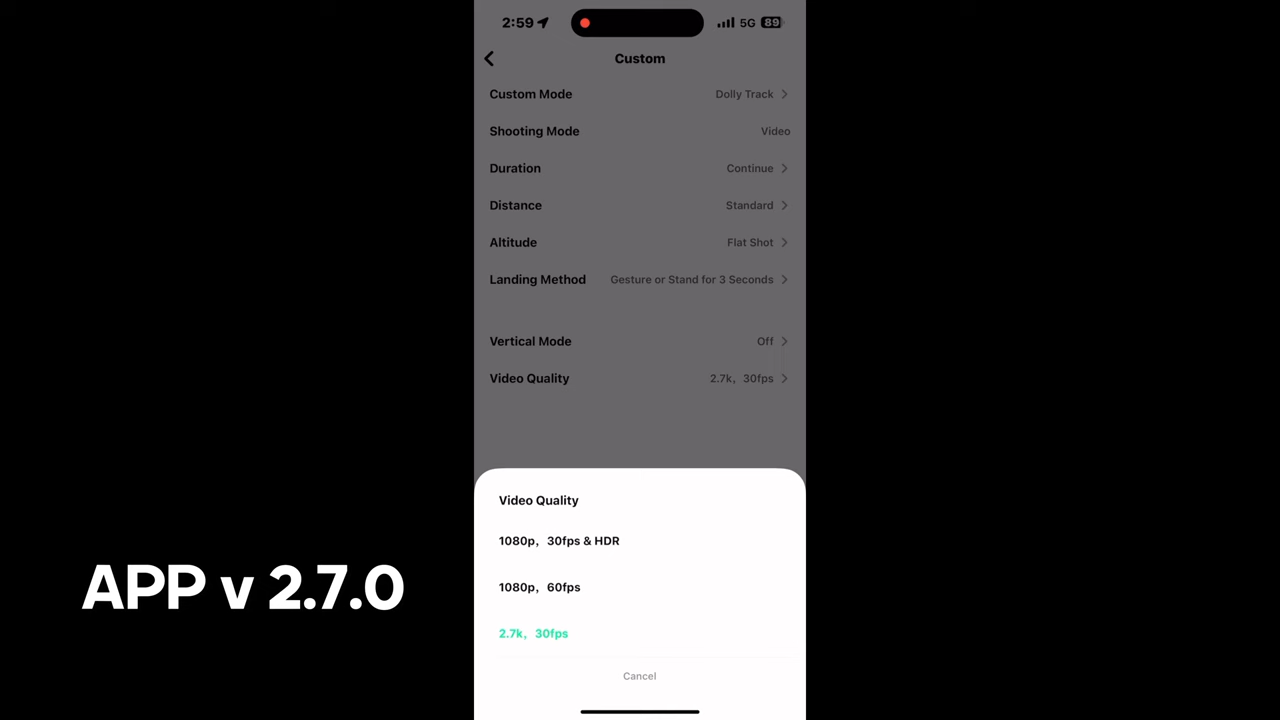 2:59 5G 89
Custom
Custom Mode Dolly Track
Shooting Mode Video
Duration Continue
Distance Standard
Altitude Flat Shot
Landing Method Gesture or Stand for 3 Seconds
Vertical Mode Off
Video Quality 2.7k，30fps
Video Quality
1080p，30fps & HDR
1080p，60fps
2.7k，30fps
Cancel
APP v 2.7.0